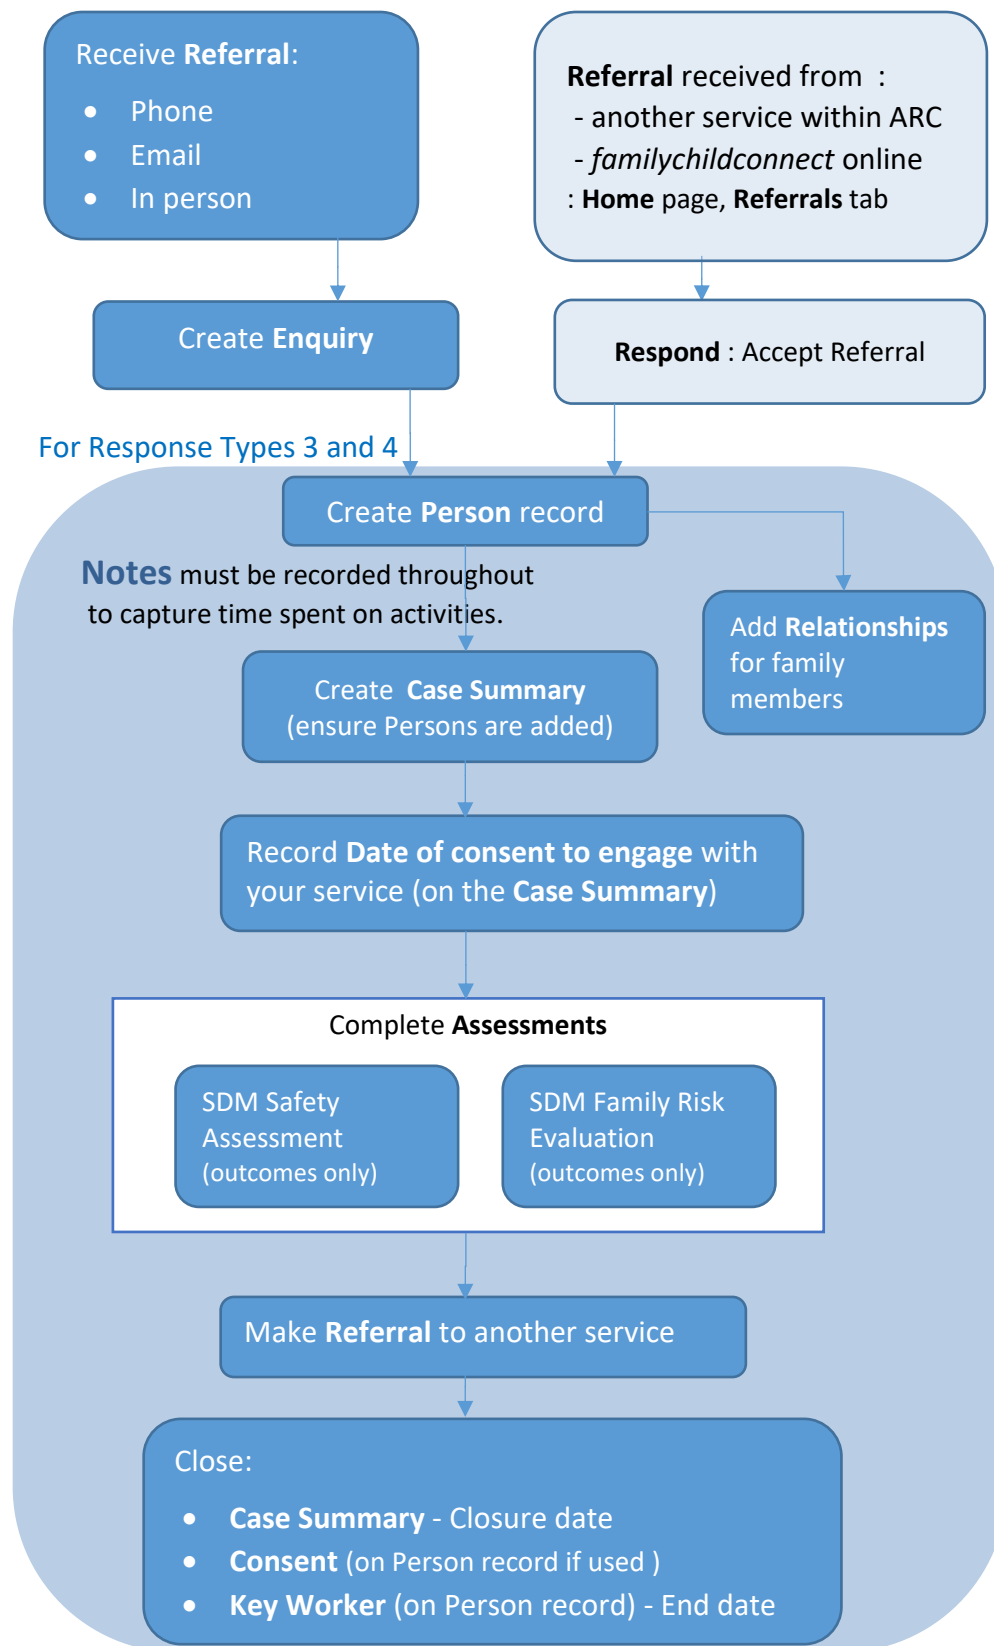 Receive Referral:
• Phone
• Email
• In person
Referral received from :
- another service within ARC
- familychildconnect online
: Home page, Referrals tab
Create Enquiry
Respond : Accept Referral
For Response Types 3 and 4
Create Person record
Notes must be recorded throughout
to capture time spent on activities.
Add Relationships
for family
members
Create Case Summary
(ensure Persons are added)
Record Date of consent to engage with
your service (on the Case Summary)
Complete Assessments
SDM Safety
Assessment
(outcomes only)
SDM Family Risk
Evaluation
(outcomes only)
Make Referral to another service
Close:
• Case Summary - Closure date
• Consent (on Person record if used )
• Key Worker (on Person record) - End date